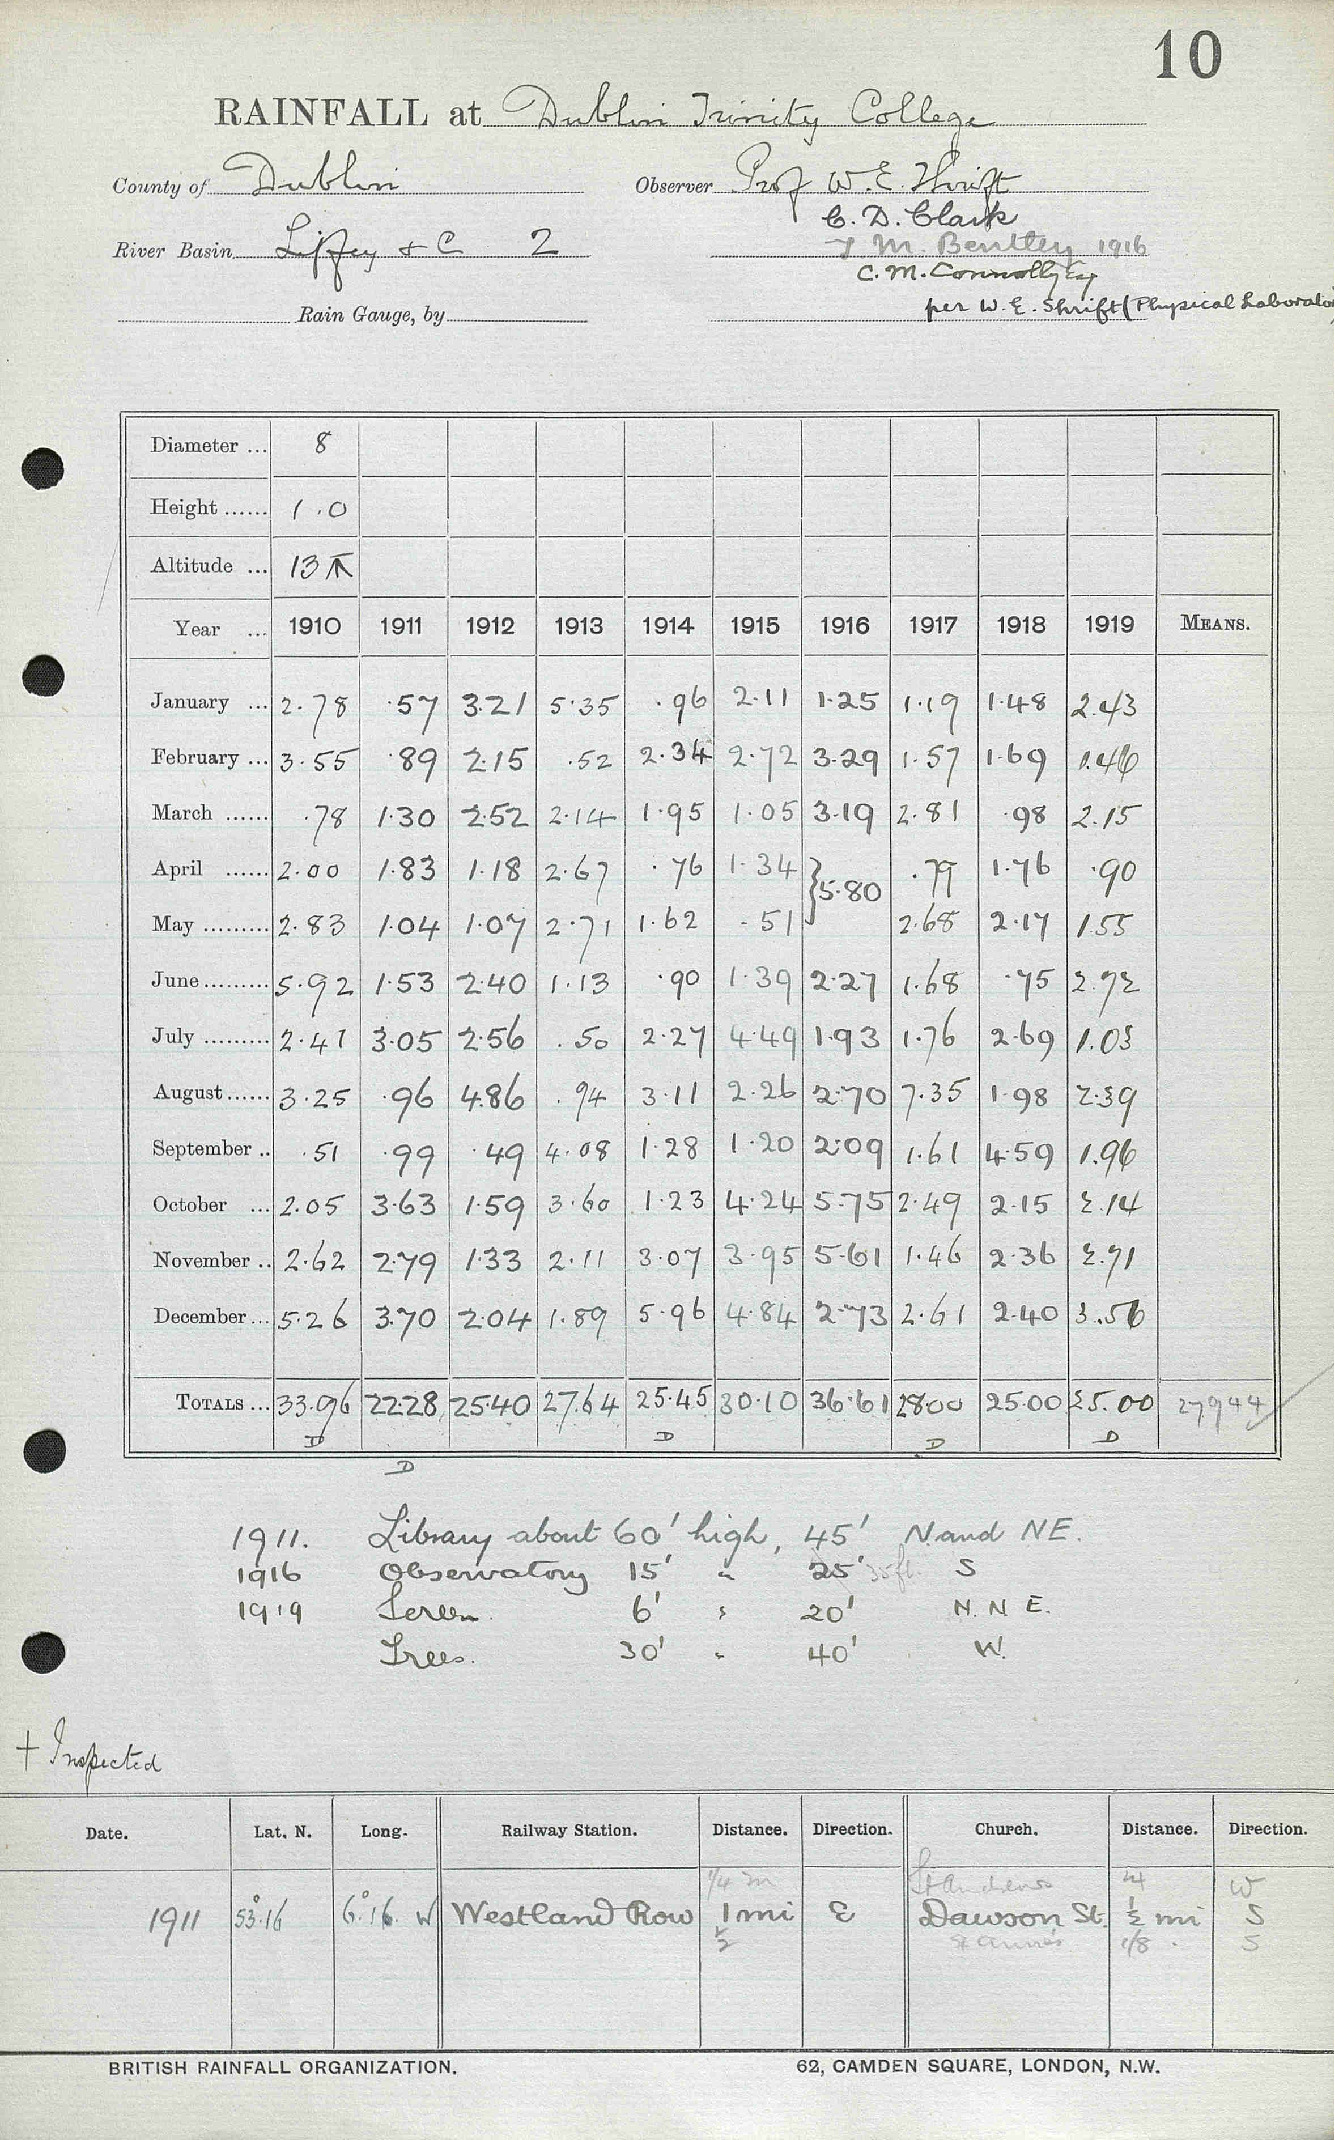 10
RAINFALL at Dublin Trinity College
County of Dublin Observer Prof W. E. Thrift
C. D. Clark
River Basin Liffey & C 2 M. Bentley 1916
C. M. Connolly Esq
Rain Gauge, by per W. E. Thrift (Physical Laborator
Diameter ... 8
Height ...... 1.0
Altitude ... 13
Year ... 1910 1911 1912 1913 1914 1915 1916 1917 1918 1919 MEANS.
January ... 2.78 .57 3.21 5.35 .96 2.11 1.25 1.19 1.48 2.43
February ... 3.55 .89 2.15 .52 2.34 2.72 3.29 1.57 1.69 1.46
March ...... .78 1.30 2.52 2.14 1.95 1.05 3.19 2.81 .98 2.15
April ...... 2.00 1.83 1.18 2.67 .76 1.34 } 5.80 .79 1.76 .90
May ......... 2.83 1.04 1.07 2.71 1.62 .51 2.68 2.17 1.55
June ......... 5.92 1.53 2.40 1.13 .90 1.39 2.27 1.68 .75 2.72
July ......... 2.41 3.05 2.56 .50 2.27 4.49 1.93 1.76 2.69 1.03
August ...... 3.25 .96 4.86 .94 3.11 2.26 2.70 7.35 1.98 2.39
September .. .51 .99 .49 4.08 1.28 1.20 2.09 1.61 4.59 1.96
October ... 2.05 3.63 1.59 3.60 1.23 4.24 5.75 2.49 2.15 2.14
November .. 2.62 2.79 1.33 2.11 3.07 3.95 5.61 1.46 2.36 2.71
December ... 5.26 3.70 2.04 1.89 5.96 4.84 2.73 2.61 2.40 3.56
TOTALS ... 33.96 22.28 25.40 27.64 25.45 30.10 36.61 28.00 25.00 25.00 27944
D D D D
D
1911. Library about 60' high, 45' N and NE.
1916 Observatory 15' " 25' 35ft. S
1919 Screen 6' " 20' N. N E.
Trees. 30' " 40' W.
† Inspected
Date. Lat. N. Long. Railway Station. Distance. Direction. Church. Distance. Direction.
1/4 m St Andrews 1/4 W
1911 53°.16 6°.16. W Westland Row 1 mi E Dawson St. 1/2 mi S
1/2 St Anne's 1/8 . S
BRITISH RAINFALL ORGANIZATION. 62, CAMDEN SQUARE, LONDON, N.W.